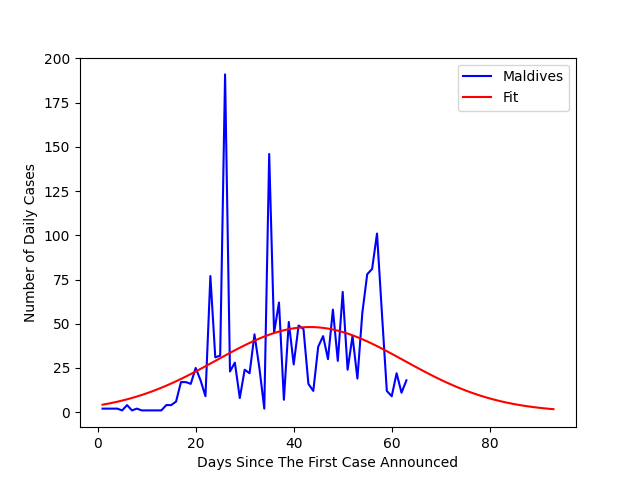 200
175
150
125
100
75
50
25
0
0 20 40 60 80
Number of Daily Cases
Days Since The First Case Announced
Maldives
Fit